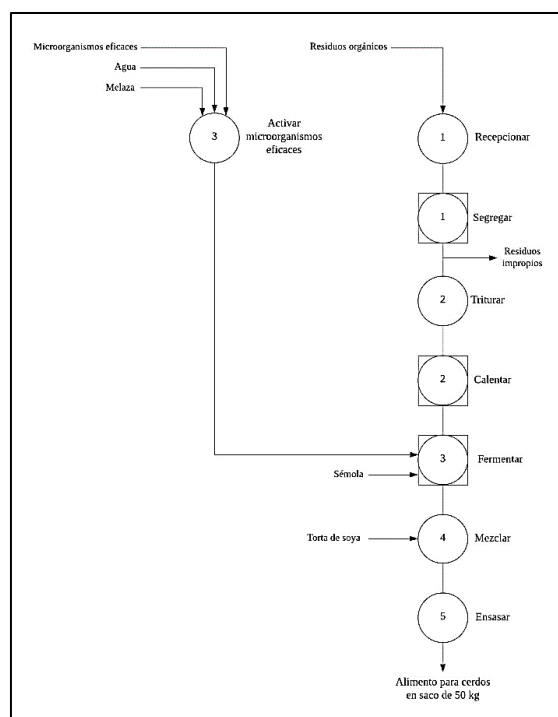 Microorganismos eficaces
Agua
Melaza
3
Activar
microorganismos
eficaces
Residuos orgánicos
1
Recepcionar
1
Segregar
Residuos
impropios
2
Triturar
2
Calentar
3
Fermentar
Sémola
Torta de soya
4
Mezclar
5
Ensasar
Alimento para cerdos
en saco de 50 kg